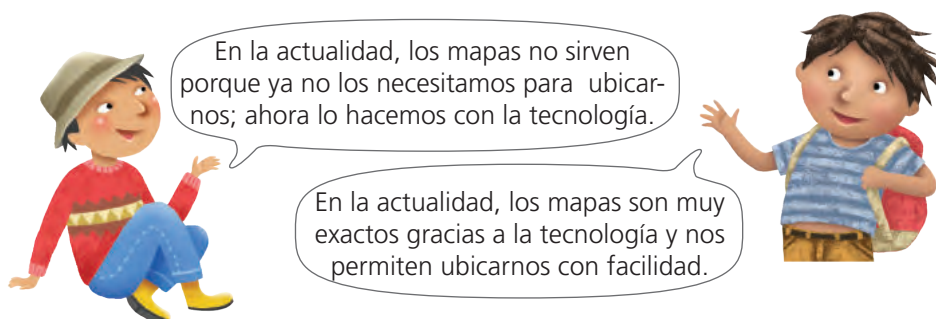 En la actualidad, los mapas no sirven
porque ya no los necesitamos para ubicar-
nos; ahora lo hacemos con la tecnología.
En la actualidad, los mapas son muy
exactos gracias a la tecnología y nos
permiten ubicarnos con facilidad.